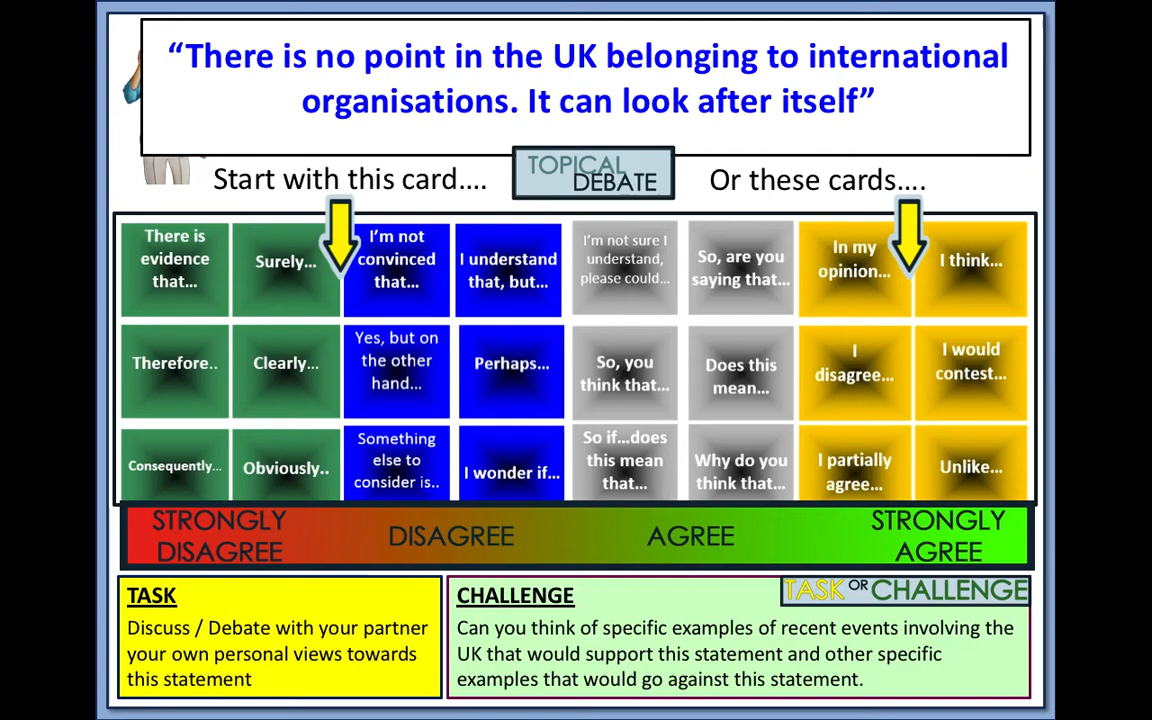 “There is no point in the UK belonging to international
organisations. It can look after itself”
Start with this card....
TOPICAL
DEBATE
Or these cards....
There is
evidence
that...
Surely...
I’m not
convinced
that...
I understand
that, but...
I’m not sure I
understand,
please could...
So, are you
saying that...
In my
opinion...
I think...
Therefore..
Clearly...
Yes, but on
the other
hand...
Perhaps...
So, you
think that...
Does this
mean...
I
disagree...
I would
contest...
Consequently...
Obviously..
Something
else to
consider is..
I wonder if...
So if...does
this mean
that...
Why do you
think that...
I partially
agree...
Unlike...
STRONGLY
DISAGREE
DISAGREE
AGREE
STRONGLY
AGREE
TASK
Discuss / Debate with your partner
your own personal views towards
this statement
CHALLENGE
TASK OR CHALLENGE
Can you think of specific examples of recent events involving the
UK that would support this statement and other specific
examples that would go against this statement.